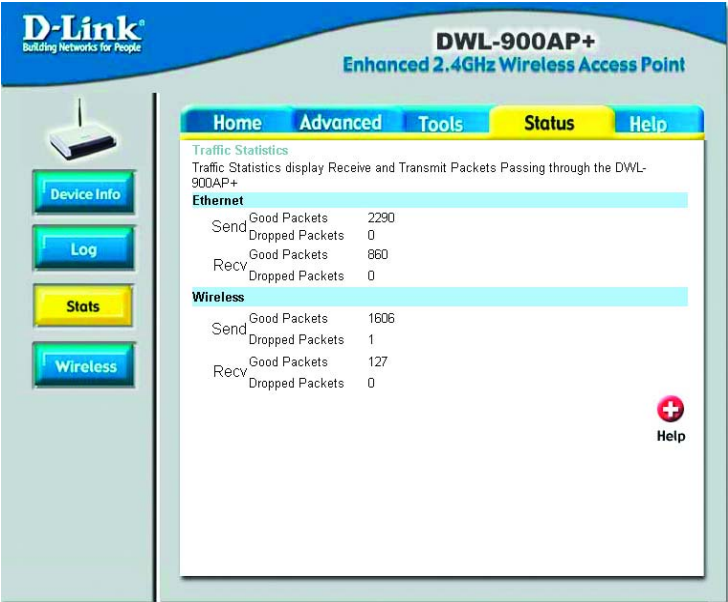 D-Link®
Building Networks for People
DWL-900AP+
Enhanced 2.4GHz Wireless Access Point
Home Advanced Tools Status Help
Device Info
Log
Stats
Wireless
Traffic Statistics
Traffic Statistics display Receive and Transmit Packets Passing through the DWL-
900AP+
Ethernet
Send Good Packets 2290
Dropped Packets 0
Recv Good Packets 860
Dropped Packets 0
Wireless
Send Good Packets 1606
Dropped Packets 1
Recv Good Packets 127
Dropped Packets 0
Help